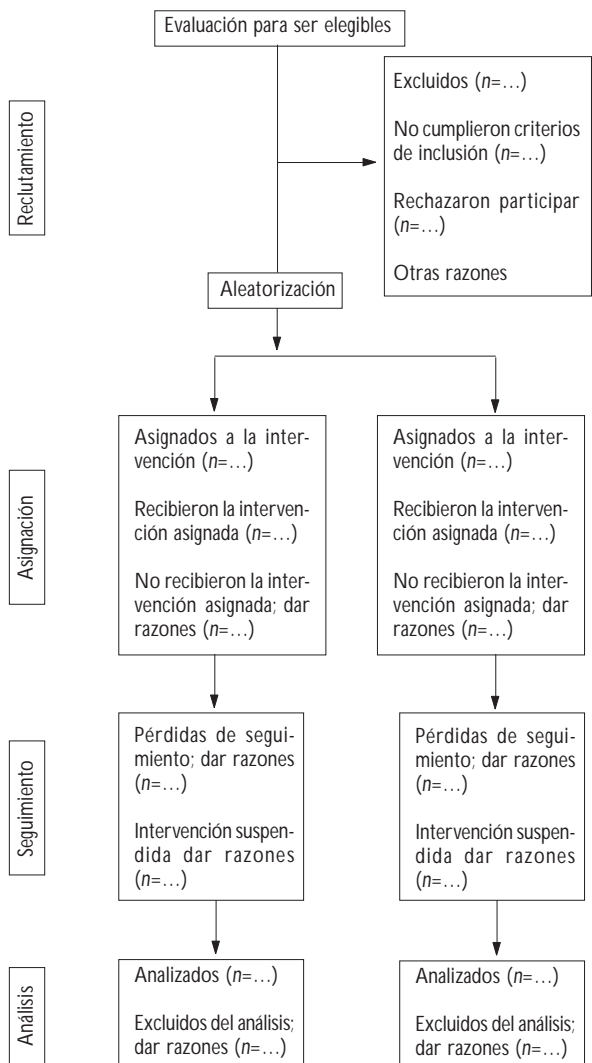 Evaluación para ser elegibles
Reclutamiento
Excluidos (n=…)
No cumplieron criterios
de inclusión (n=…)
Rechazaron participar
(n=…)
Otras razones
Aleatorización
Asignación
Asignados a la inter-
vención (n=…)
Recibieron la interven-
ción asignada (n=…)
No recibieron la inter-
vención asignada; dar
razones (n=…)
Asignados a la inter-
vención (n=…)
Recibieron la interven-
ción asignada (n=…)
No recibieron la inter-
vención asignada; dar
razones (n=…)
Seguimiento
Pérdidas de segui-
miento; dar razones
(n=…)
Intervención suspen-
dida dar razones
(n=…)
Pérdidas de segui-
miento; dar razones
(n=…)
Intervención suspen-
dida dar razones
(n=…)
Análisis
Analizados (n=…)
Excluidos del análisis;
dar razones (n=…)
Analizados (n=…)
Excluidos del análisis;
dar razones (n=…)